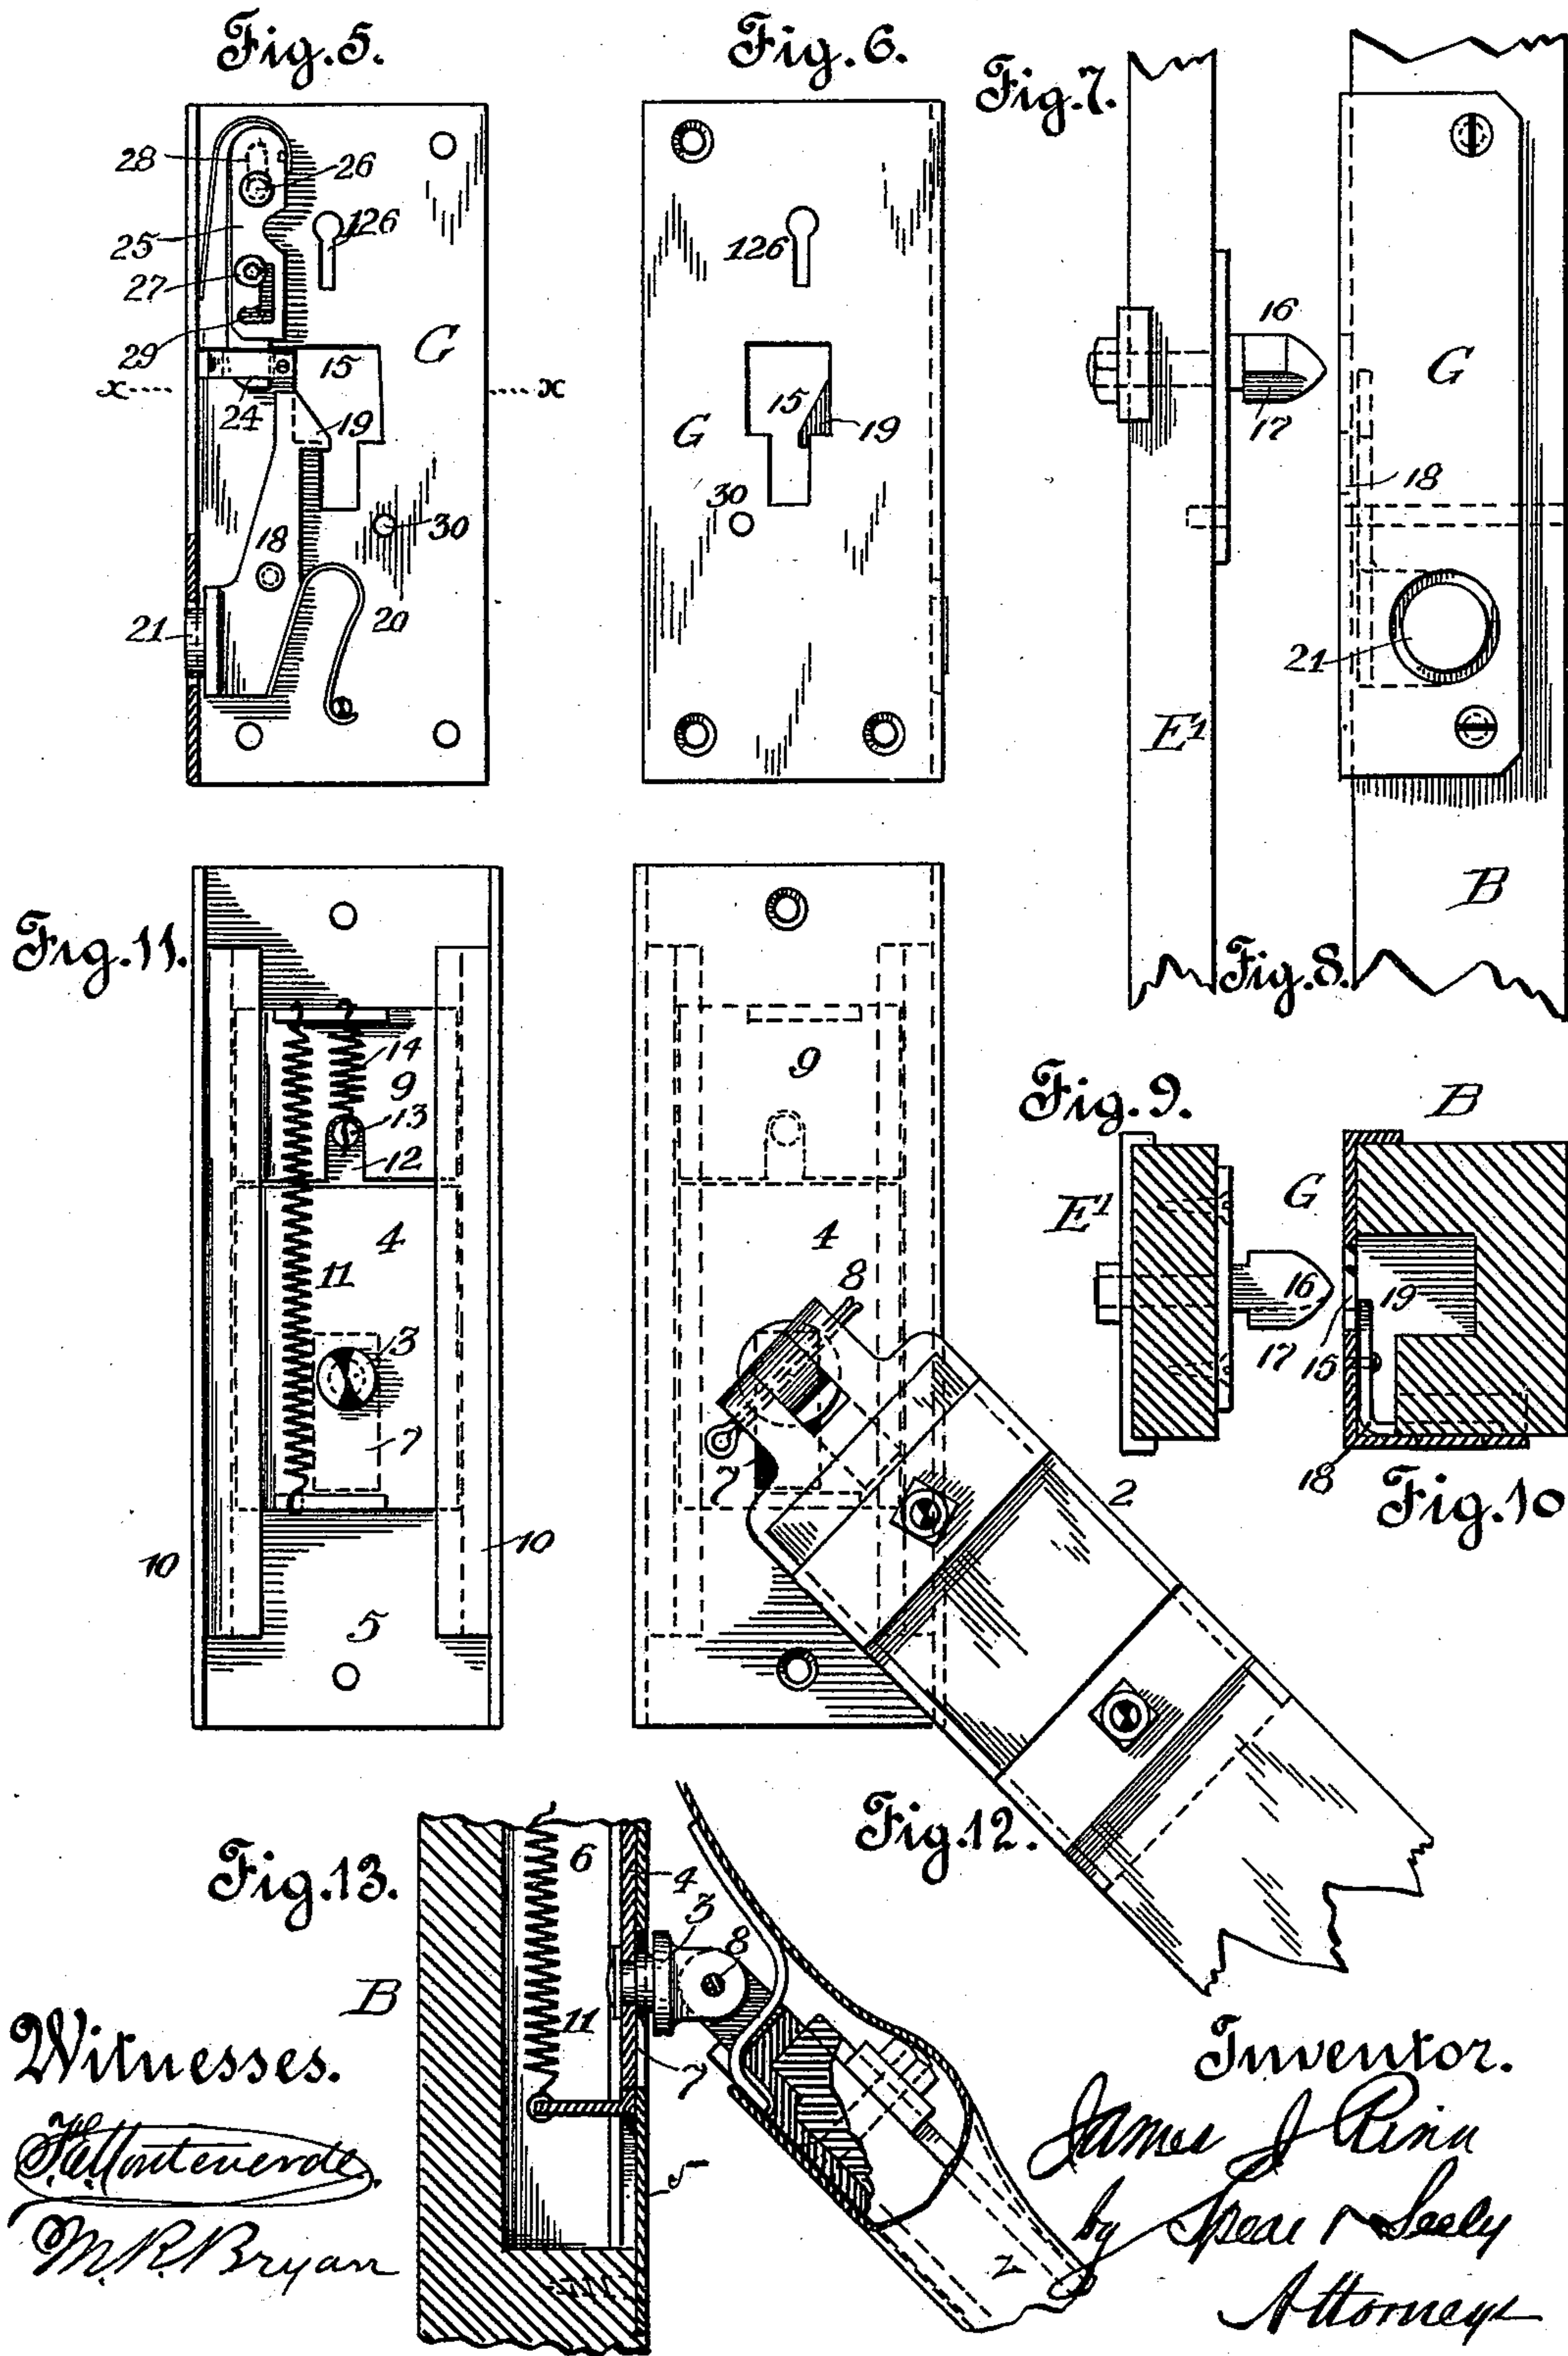 Fig.5.
Fig.6.
Fig.7.
28
26
126
25
27
29
G
15
x
x
24
19
18
30
21
20
126
15
G
19
30
16
17
G
18
21
E1
B
Fig.8.
Fig.11.
14
9
13
12
4
11
3
7
10
10
5
9
4
8
7
2
Fig.12.
Fig.9.
B
E1
G
16
19
17
15
18
Fig.10
Fig.13.
6
4
3
8
B
11
7
5
2
Witnesses.
M.R.Bryan
Inventor.
James J
by Spear & Seely
Attorneys